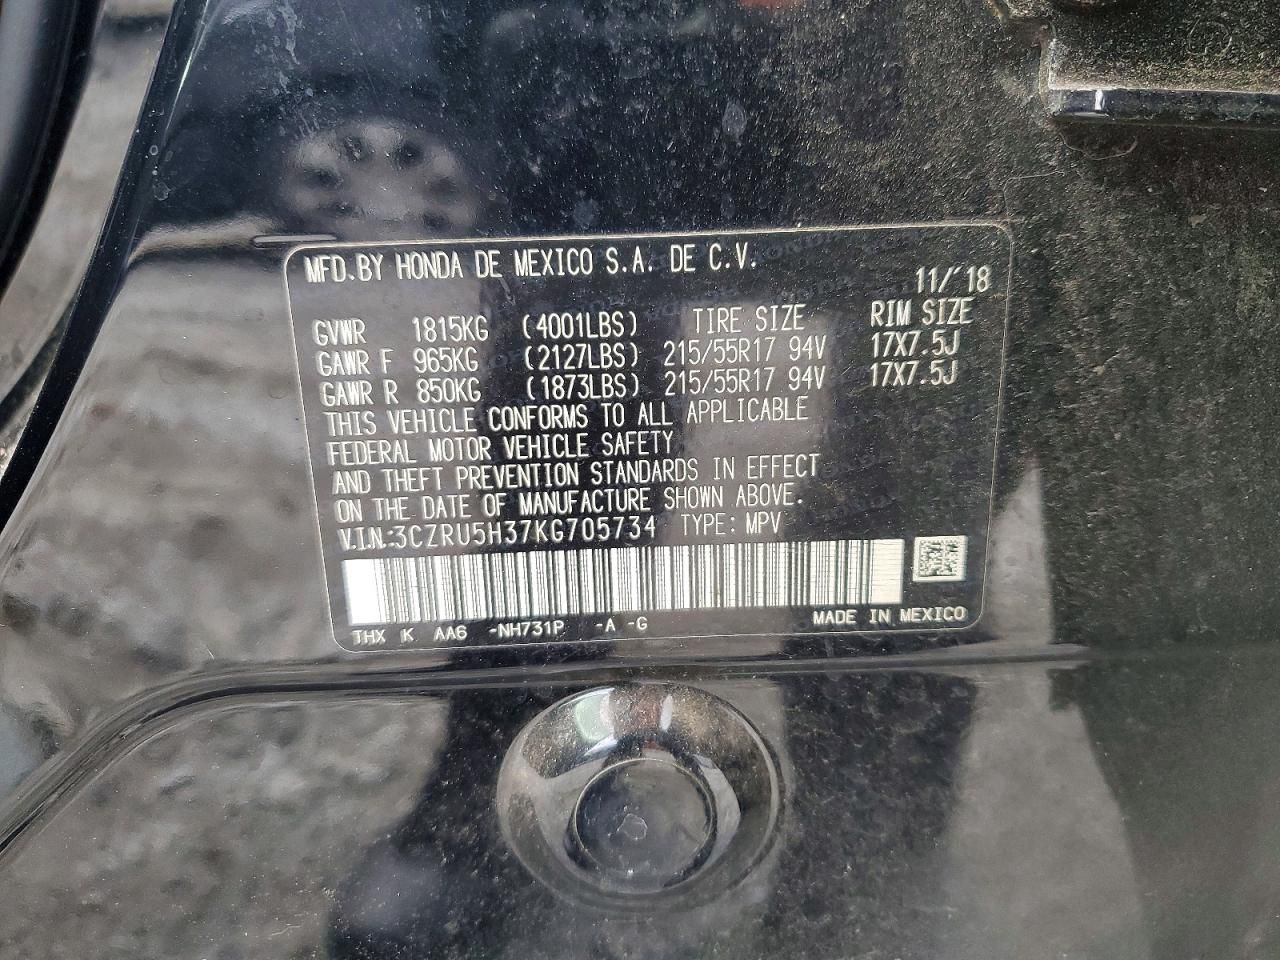 MFD.BY HONDA DE MEXICO S.A. DE C.V.
11/'18
GVWR 1815KG (4001LBS) TIRE SIZE RIM SIZE
GAWR F 965KG (2127LBS) 215/55R17 94V 17X7.5J
GAWR R 850KG (1873LBS) 215/55R17 94V 17X7.5J
THIS VEHICLE CONFORMS TO ALL APPLICABLE
FEDERAL MOTOR VEHICLE SAFETY
AND THEFT PREVENTION STANDARDS IN EFFECT
ON THE DATE OF MANUFACTURE SHOWN ABOVE.
V.I.N.:3CZRU5H37KG705734 TYPE: MPV
THX K AA6 -NH731P -A -G MADE IN MEXICO